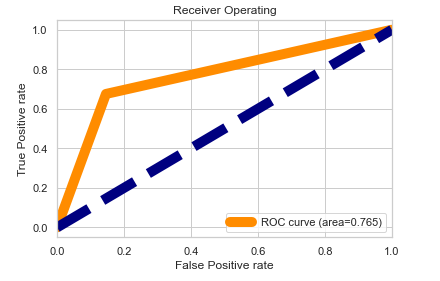 Receiver Operating
1.0
0.8
0.6
0.4
0.2
0.0
True Positive rate
ROC curve (area=0.765)
0.0 0.2 0.4 0.6 0.8 1.0
False Positive rate